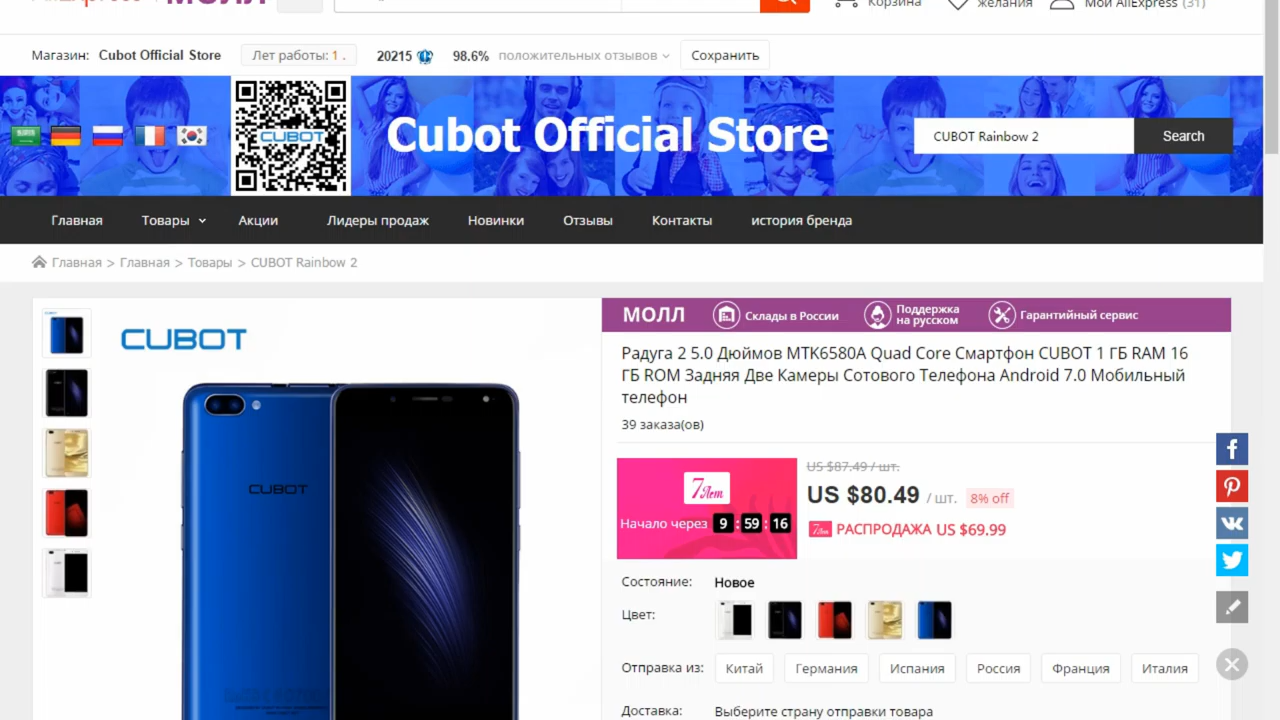 Корзина
желания
Мой AliExpress (31)
Магазин: Cubot Official Store
Лет работы: 1 .
20215
98.6% положительных отзывов
Сохранить
CUBOT
Cubot Official Store
CUBOT Rainbow 2
Search
Главная
Товары
Акции
Лидеры продаж
Новинки
Отзывы
Контакты
история бренда
Главная > Главная > Товары > CUBOT Rainbow 2
CUBOT
CUBOT
МОЛЛ
Склады в России
Поддержка
на русском
Гарантийный сервис
Радуга 2 5.0 Дюймов MTK6580A Quad Core Смартфон CUBOT 1 ГБ RAM 16
ГБ ROM Задняя Две Камеры Сотового Телефона Android 7.0 Мобильный
телефон
39 заказа(ов)
7Лет
Начало через 9 : 59 : 16
US $87.49 / шт.
US $80.49 / шт. 8% off
7Лет РАСПРОДАЖА US $69.99
Состояние: Новое
Цвет:
Отправка из: Китай Германия Испания Россия Франция Италия
Доставка: Выберите страну отправки товара